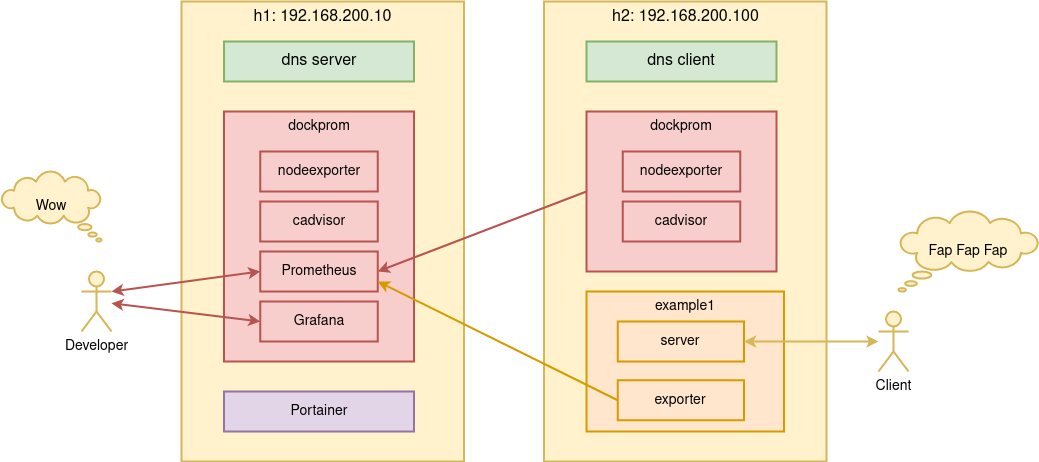 h1: 192.168.200.10
dns server
dockprom
nodeexporter
cadvisor
Prometheus
Grafana
Portainer
h2: 192.168.200.100
dns client
dockprom
nodeexporter
cadvisor
example1
server
exporter
Wow
Developer
Fap Fap Fap
Client